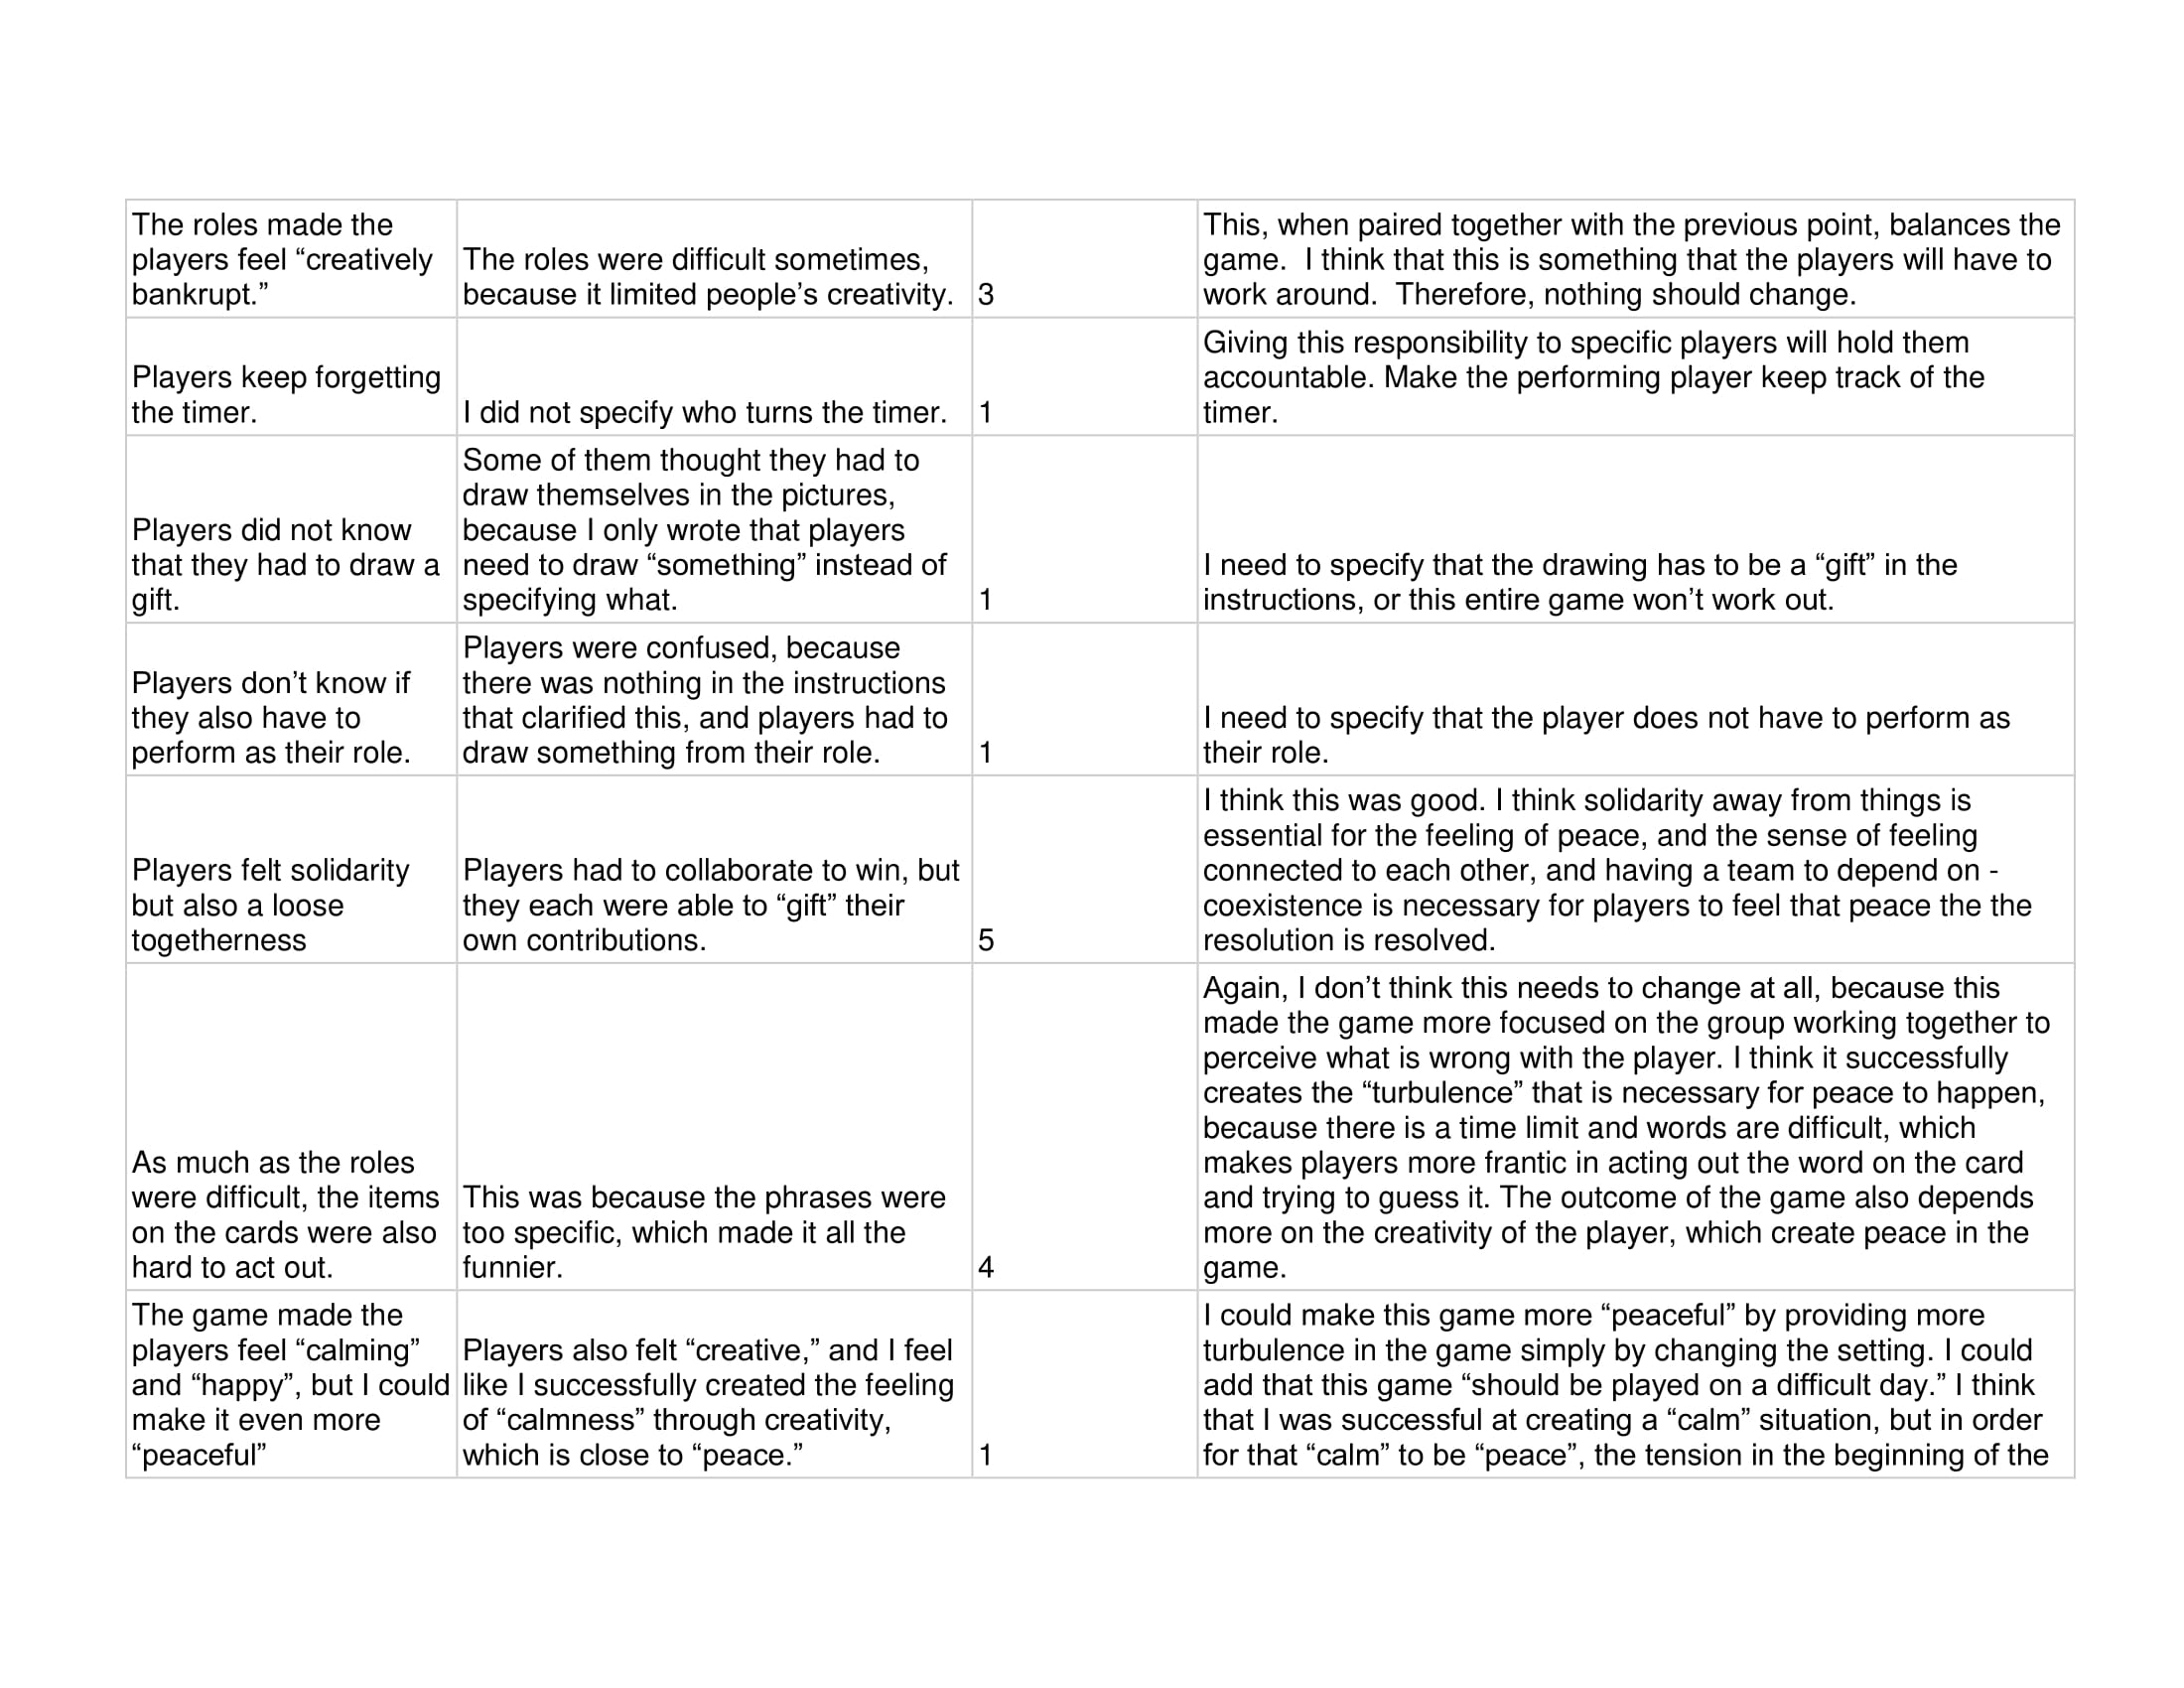 The roles made the
players feel “creatively
bankrupt.”
The roles were difficult sometimes,
because it limited people’s creativity.
3
This, when paired together with the previous point, balances the
game.  I think that this is something that the players will have to
work around.  Therefore, nothing should change.
Players keep forgetting
the timer.
I did not specify who turns the timer.
1
Giving this responsibility to specific players will hold them
accountable. Make the performing player keep track of the
timer.
Players did not know
that they had to draw a
gift.
Some of them thought they had to
draw themselves in the pictures,
because I only wrote that players
need to draw “something” instead of
specifying what.
1
I need to specify that the drawing has to be a “gift” in the
instructions, or this entire game won’t work out.
Players don’t know if
they also have to
perform as their role.
Players were confused, because
there was nothing in the instructions
that clarified this, and players had to
draw something from their role.
1
I need to specify that the player does not have to perform as
their role.
Players felt solidarity
but also a loose
togetherness
Players had to collaborate to win, but
they each were able to “gift” their
own contributions.
5
I think this was good. I think solidarity away from things is
essential for the feeling of peace, and the sense of feeling
connected to each other, and having a team to depend on -
coexistence is necessary for players to feel that peace the the
resolution is resolved.
As much as the roles
were difficult, the items
on the cards were also
hard to act out.
This was because the phrases were
too specific, which made it all the
funnier.
4
Again, I don’t think this needs to change at all, because this
made the game more focused on the group working together to
perceive what is wrong with the player. I think it successfully
creates the “turbulence” that is necessary for peace to happen,
because there is a time limit and words are difficult, which
makes players more frantic in acting out the word on the card
and trying to guess it. The outcome of the game also depends
more on the creativity of the player, which create peace in the
game.
The game made the
players feel “calming”
and “happy”, but I could
make it even more
“peaceful”
Players also felt “creative,” and I feel
like I successfully created the feeling
of “calmness” through creativity,
which is close to “peace.”
1
I could make this game more “peaceful” by providing more
turbulence in the game simply by changing the setting. I could
add that this game “should be played on a difficult day.” I think
that I was successful at creating a “calm” situation, but in order
for that “calm” to be “peace”, the tension in the beginning of the